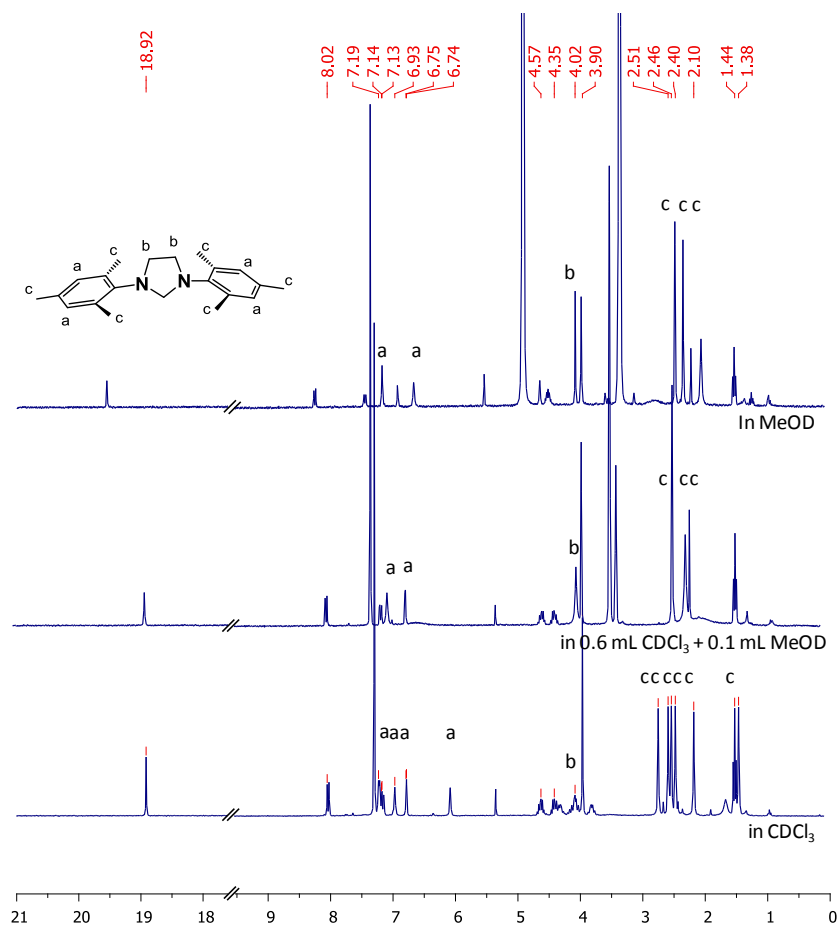 18.92
8.02
7.19
7.14
7.13
6.93
6.75
6.74
4.57
4.35
4.02
3.90
2.51
2.46
2.40
2.10
1.44
1.38
c c c
b b
c c
a a
b
N N
c c
a a
c c
a a
In MeOD
c cc
b
a a
in 0.6 mL CDCl₃ + 0.1 mL MeOD
ccccc c
aaa a
b
in CDCl₃
21 20 19 18 9 8 7 6 5 4 3 2 1 0